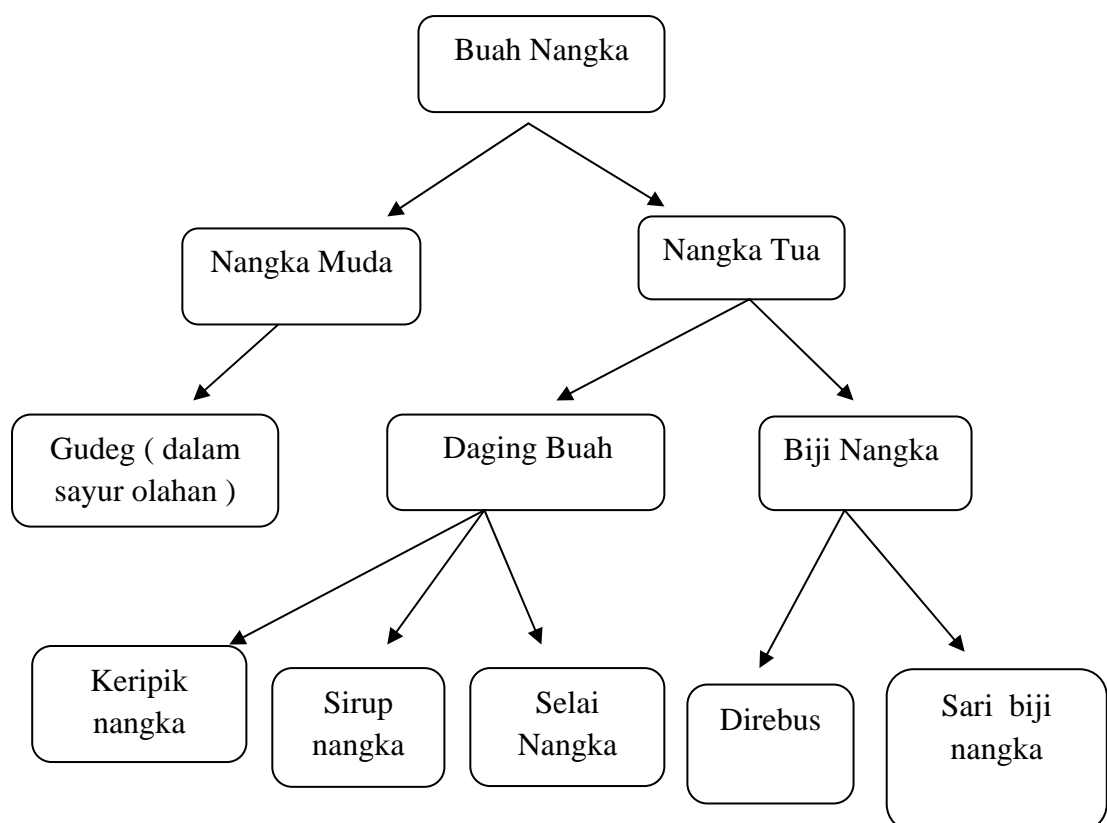 Buah Nangka
Nangka Muda
Nangka Tua
Gudeg ( dalam
sayur olahan )
Daging Buah
Biji Nangka
Keripik
nangka
Sirup
nangka
Selai
Nangka
Direbus
Sari biji
nangka